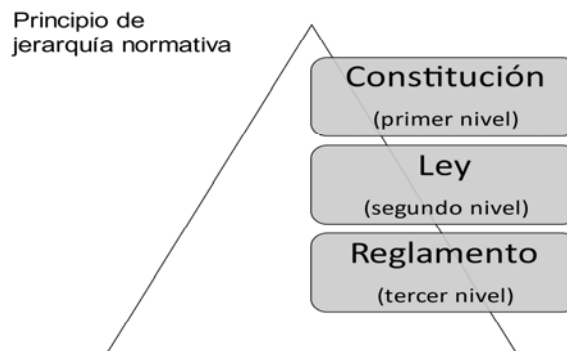 Principio de
jerarquía normativa
Constitución
(primer nivel)
Ley
(segundo nivel)
Reglamento
(tercer nivel)